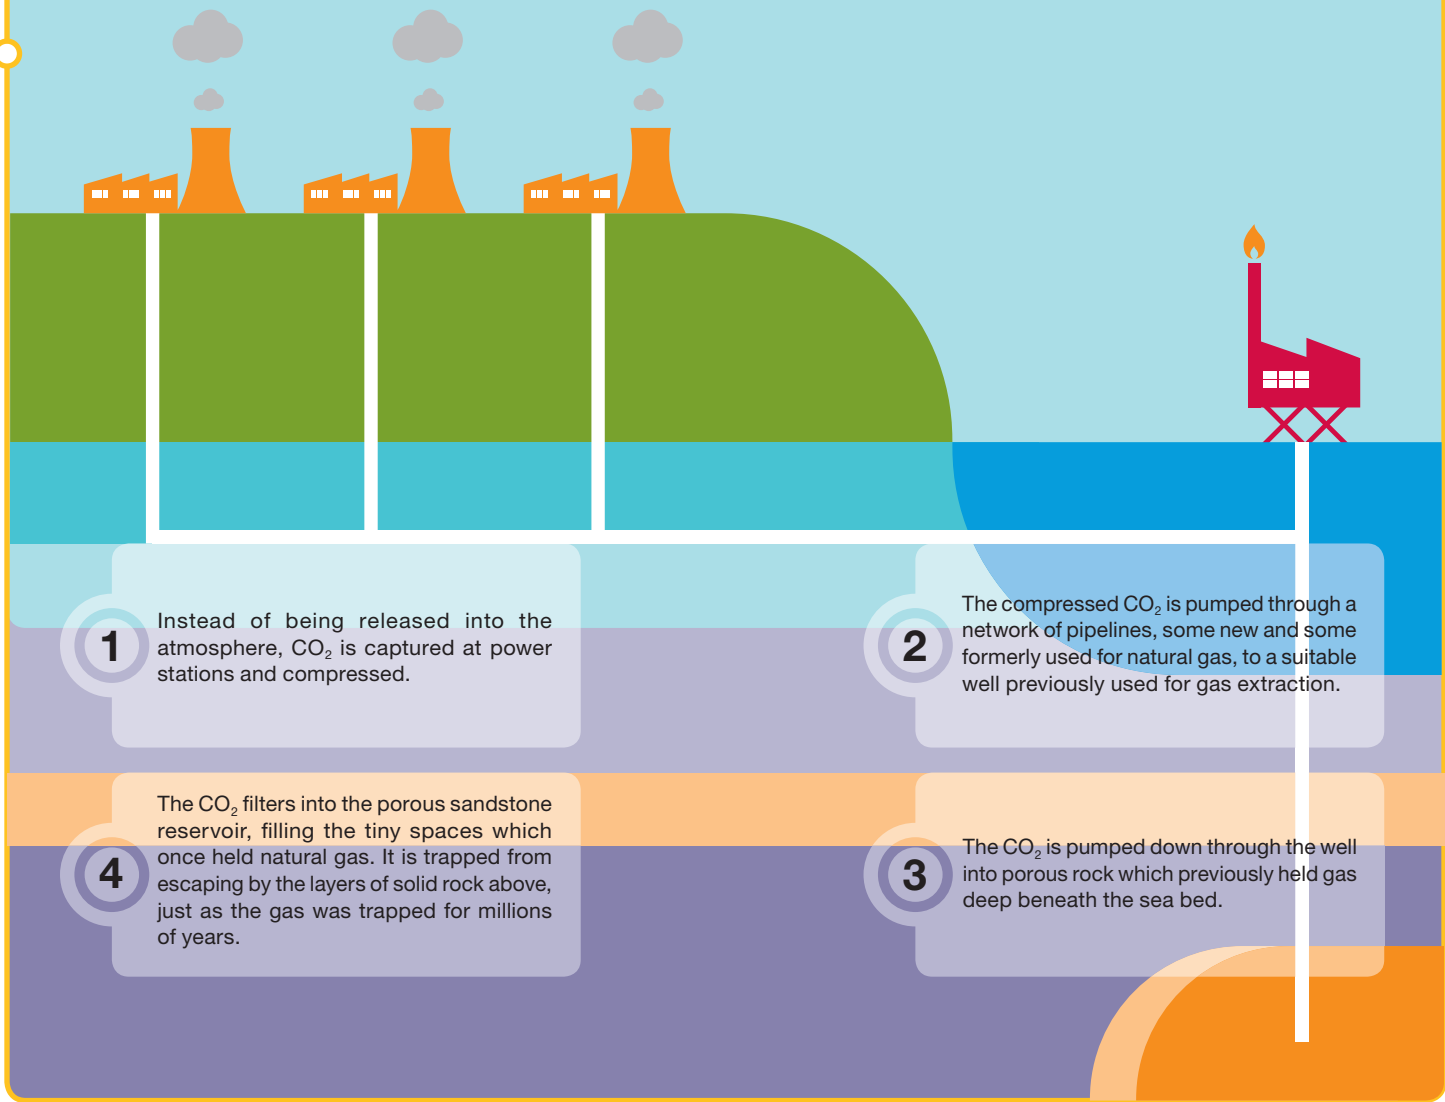 1
Instead of being released into the
atmosphere, CO₂ is captured at power
stations and compressed.
2
The compressed CO₂ is pumped through a
network of pipelines, some new and some
formerly used for natural gas, to a suitable
well previously used for gas extraction.
3
The CO₂ is pumped down through the well
into porous rock which previously held gas
deep beneath the sea bed.
4
The CO₂ filters into the porous sandstone
reservoir, filling the tiny spaces which
once held natural gas. It is trapped from
escaping by the layers of solid rock above,
just as the gas was trapped for millions
of years.